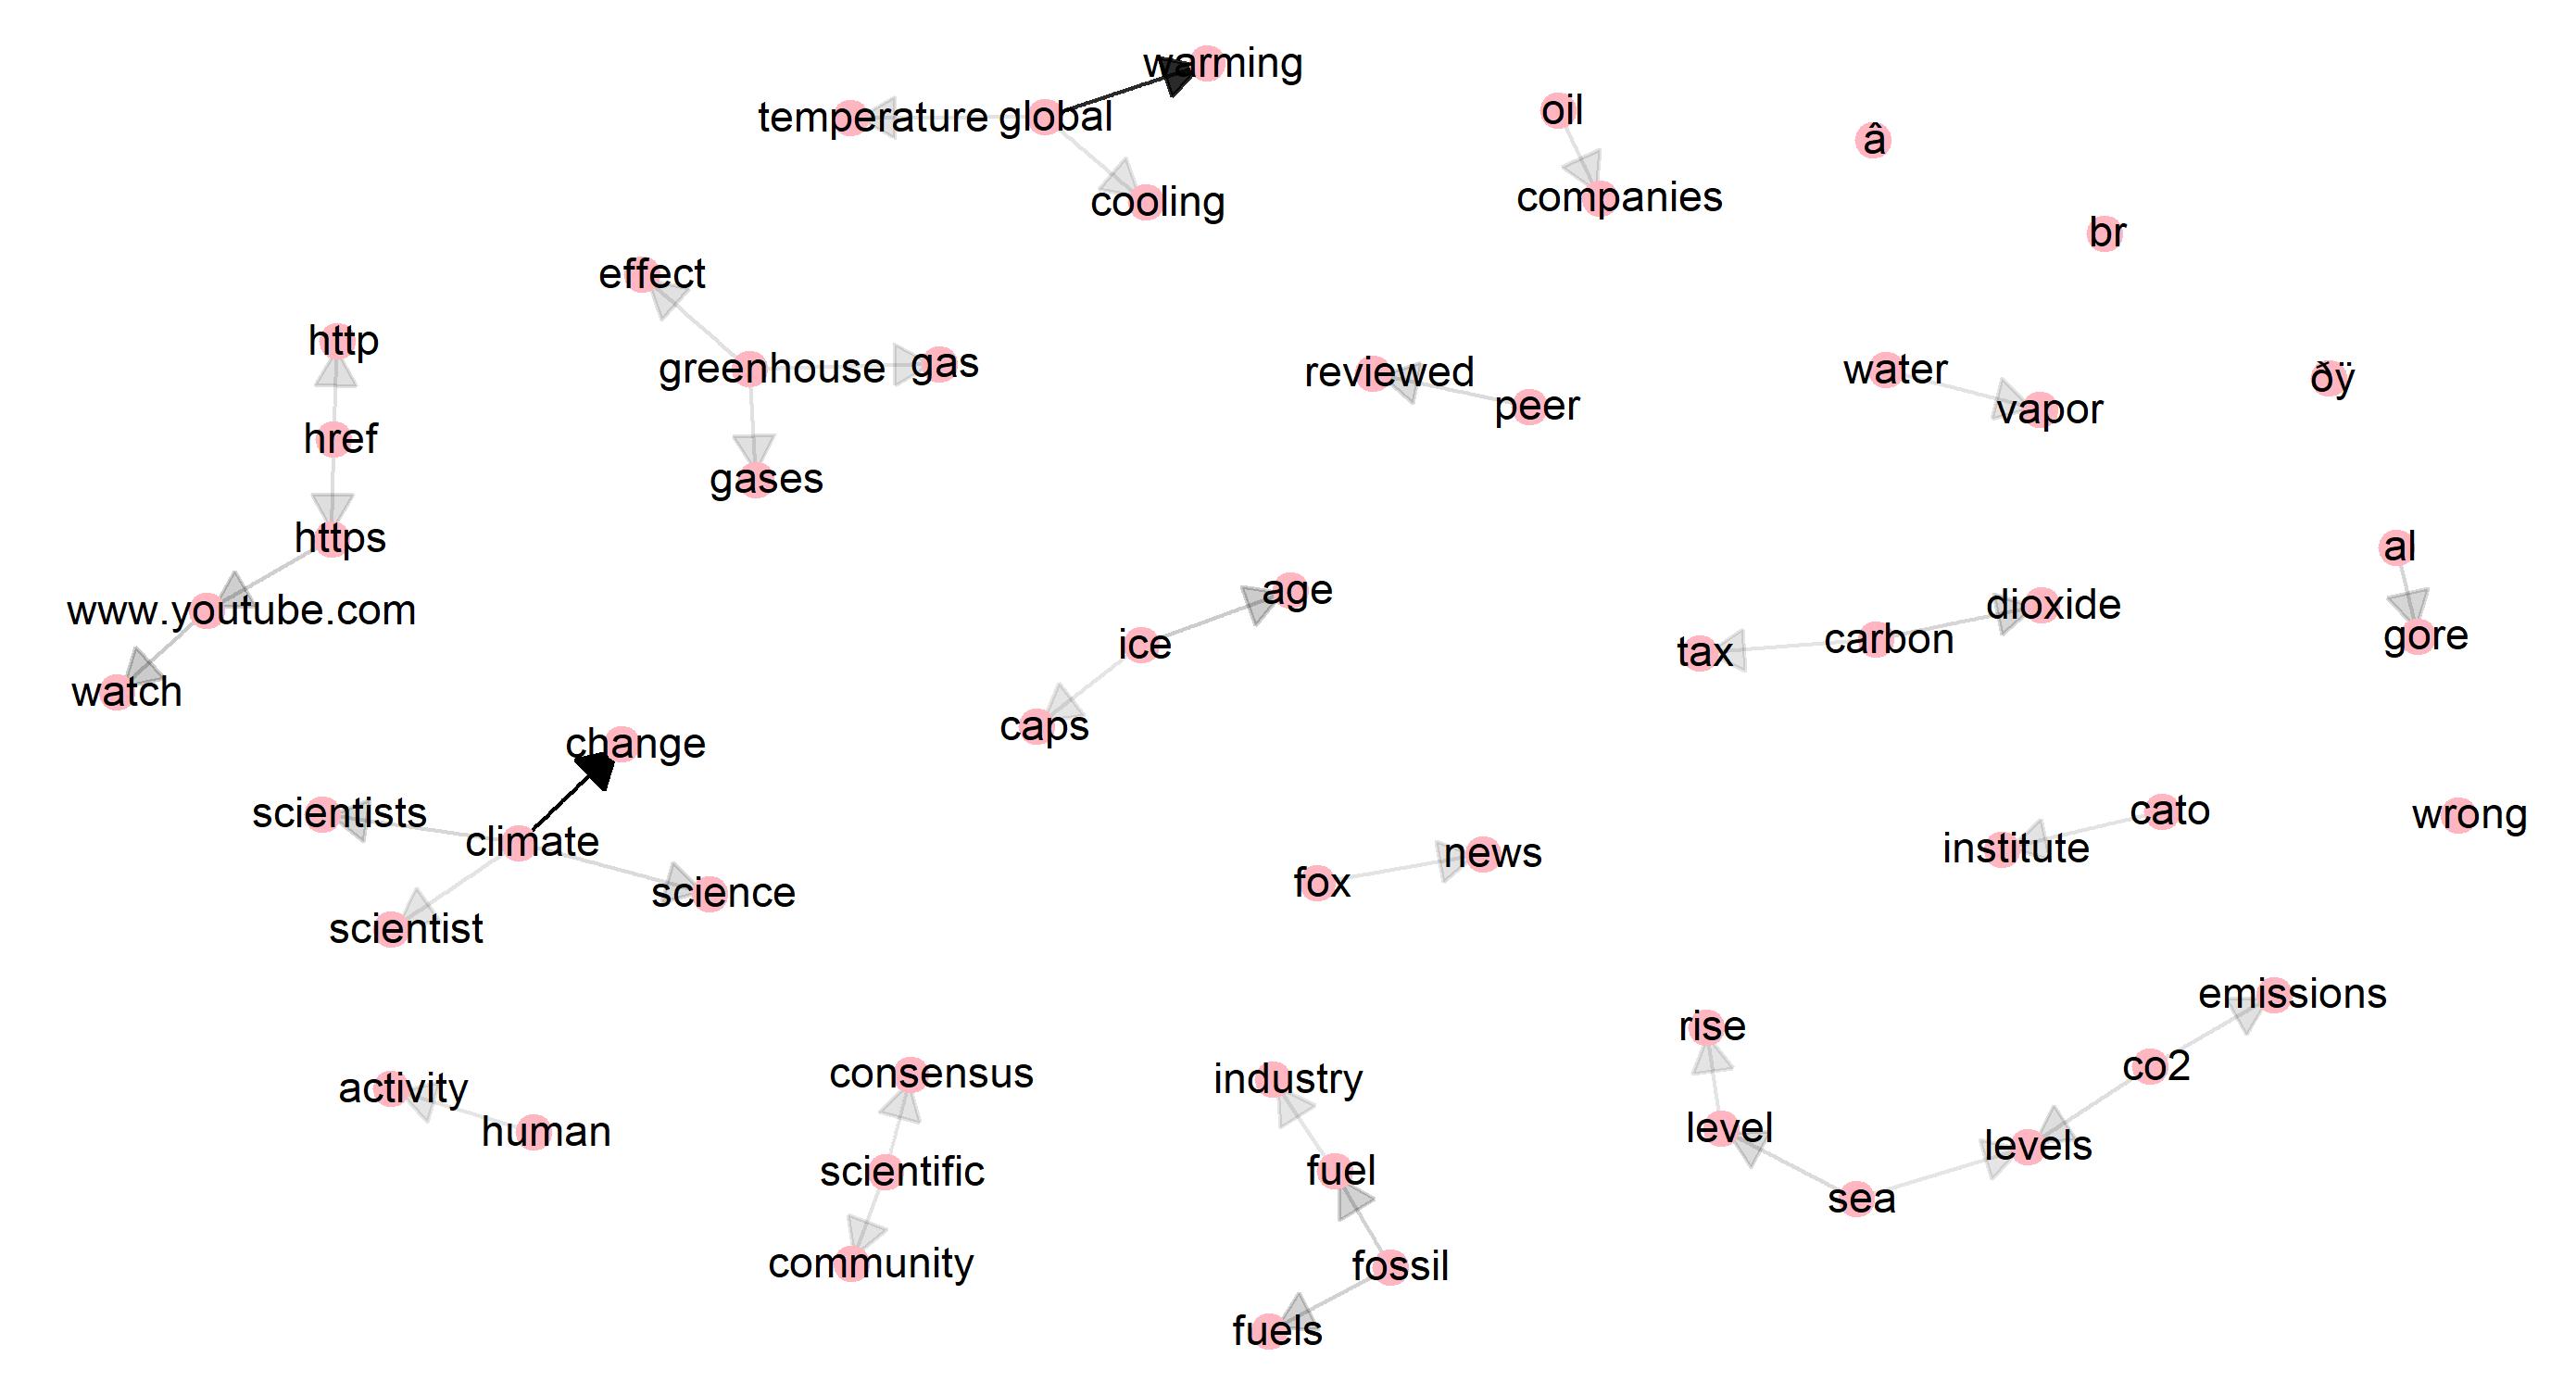 warming
temperature global
cooling
oil
companies
â
br
effect
greenhouse gas
gases
http
href
https
www.youtube.com
watch
reviewed
peer
water
vapor
ðÿ
al
gore
age
ice
caps
dioxide
carbon
tax
change
scientists
climate
science
scientist
news
fox
cato
institute
wrong
activity
human
consensus
scientific
community
industry
fuel
fossil
fuels
rise
level
sea
levels
co2
emissions